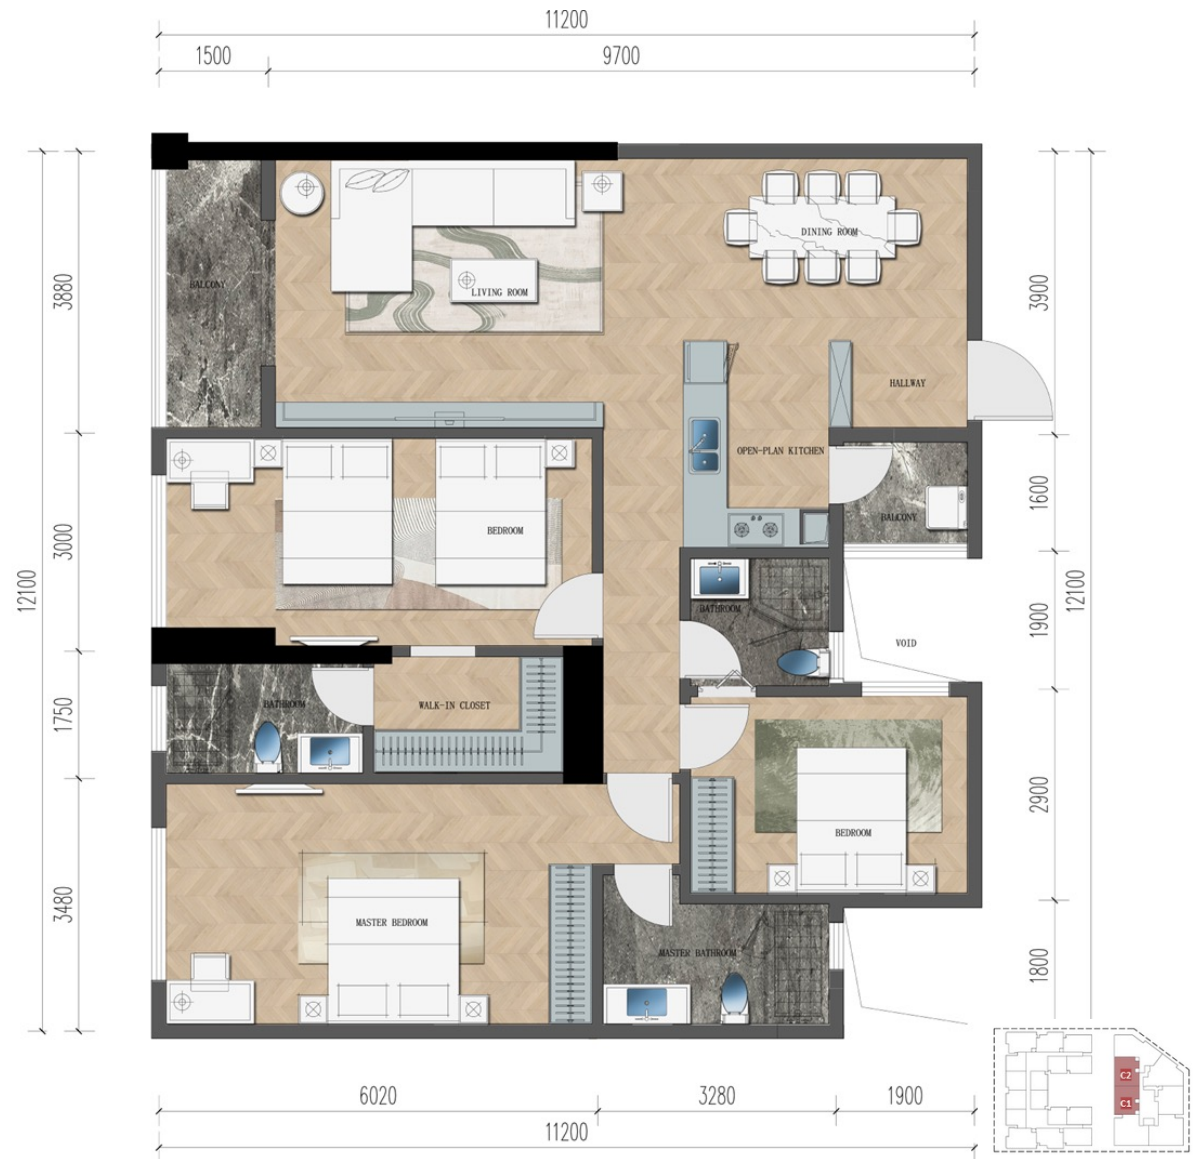 11200
1500
9700
3880
3000
12100
1750
3480
3900
1600
1900
12100
2900
1800
BALCONY
LIVING ROOM
DINING ROOM
HALLWAY
OPEN-PLAN KITCHEN
BALCONY
BEDROOM
BATHROOM
VOID
BATHROOM
WALK-IN CLOSET
BEDROOM
MASTER BEDROOM
MASTER BATHROOM
6020
3280
1900
11200
C2
C1